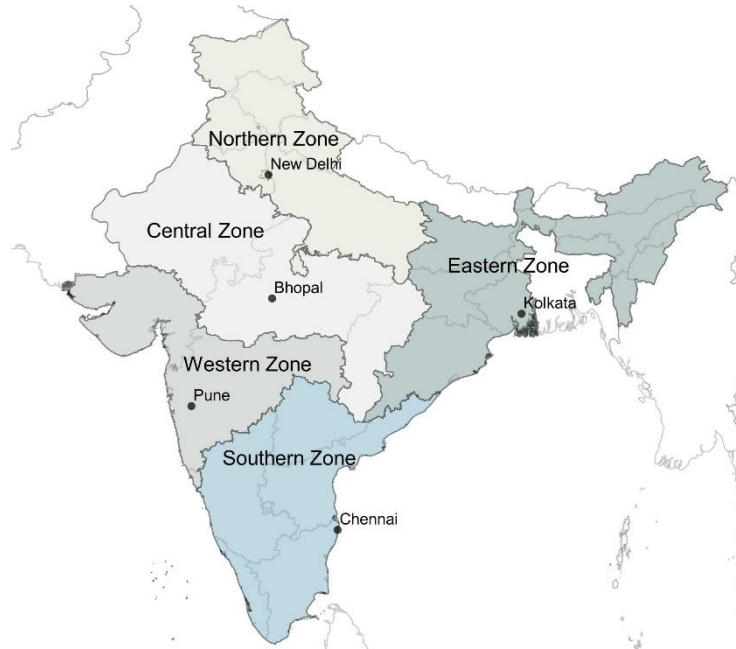 Northern Zone
New Delhi
Central Zone
Eastern Zone
Bhopal
Kolkata
Western Zone
Pune
Southern Zone
Chennai